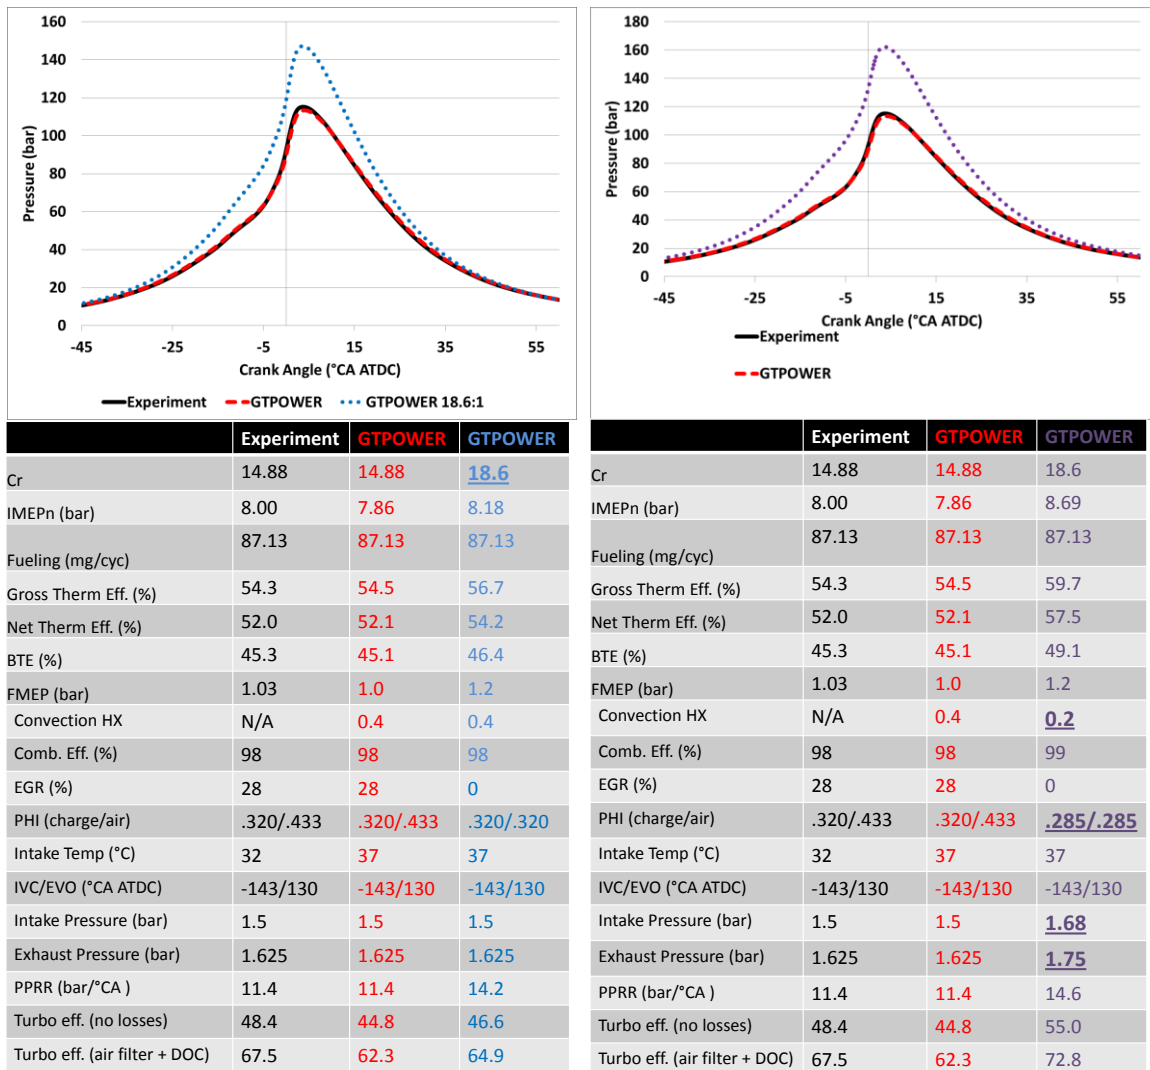 160
140
120
100
80
60
40
20
0
Pressure (bar)
-45
-25
-5
15
35
55
Crank Angle (°CA ATDC)
Experiment
GTPOWER
GTPOWER 18.6:1
180
160
140
120
100
80
60
40
20
0
Pressure (bar)
-45
-25
-5
15
35
55
Crank Angle (°CA ATDC)
Experiment
GTPOWER
Experiment GTPOWER GTPOWER
Cr 14.88 14.88 18.6
IMEPn (bar) 8.00 7.86 8.18
Fueling (mg/cyc) 87.13 87.13 87.13
Gross Therm Eff. (%) 54.3 54.5 56.7
Net Therm Eff. (%) 52.0 52.1 54.2
BTE (%) 45.3 45.1 46.4
FMEP (bar) 1.03 1.0 1.2
Convection HX N/A 0.4 0.4
Comb. Eff. (%) 98 98 98
EGR (%) 28 28 0
PHI (charge/air) .320/.433 .320/.433 .320/.320
Intake Temp (°C) 32 37 37
IVC/EVO (°CA ATDC) -143/130 -143/130 -143/130
Intake Pressure (bar) 1.5 1.5 1.5
Exhaust Pressure (bar) 1.625 1.625 1.625
PPRR (bar/°CA ) 11.4 11.4 14.2
Turbo eff. (no losses) 48.4 44.8 46.6
Turbo eff. (air filter + DOC) 67.5 62.3 64.9
Experiment GTPOWER GTPOWER
Cr 14.88 14.88 18.6
IMEPn (bar) 8.00 7.86 8.69
Fueling (mg/cyc) 87.13 87.13 87.13
Gross Therm Eff. (%) 54.3 54.5 59.7
Net Therm Eff. (%) 52.0 52.1 57.5
BTE (%) 45.3 45.1 49.1
FMEP (bar) 1.03 1.0 1.2
Convection HX N/A 0.4 0.2
Comb. Eff. (%) 98 98 99
EGR (%) 28 28 0
PHI (charge/air) .320/.433 .320/.433 .285/.285
Intake Temp (°C) 32 37 37
IVC/EVO (°CA ATDC) -143/130 -143/130 -143/130
Intake Pressure (bar) 1.5 1.5 1.68
Exhaust Pressure (bar) 1.625 1.625 1.75
PPRR (bar/°CA ) 11.4 11.4 14.6
Turbo eff. (no losses) 48.4 44.8 55.0
Turbo eff. (air filter + DOC) 67.5 62.3 72.8